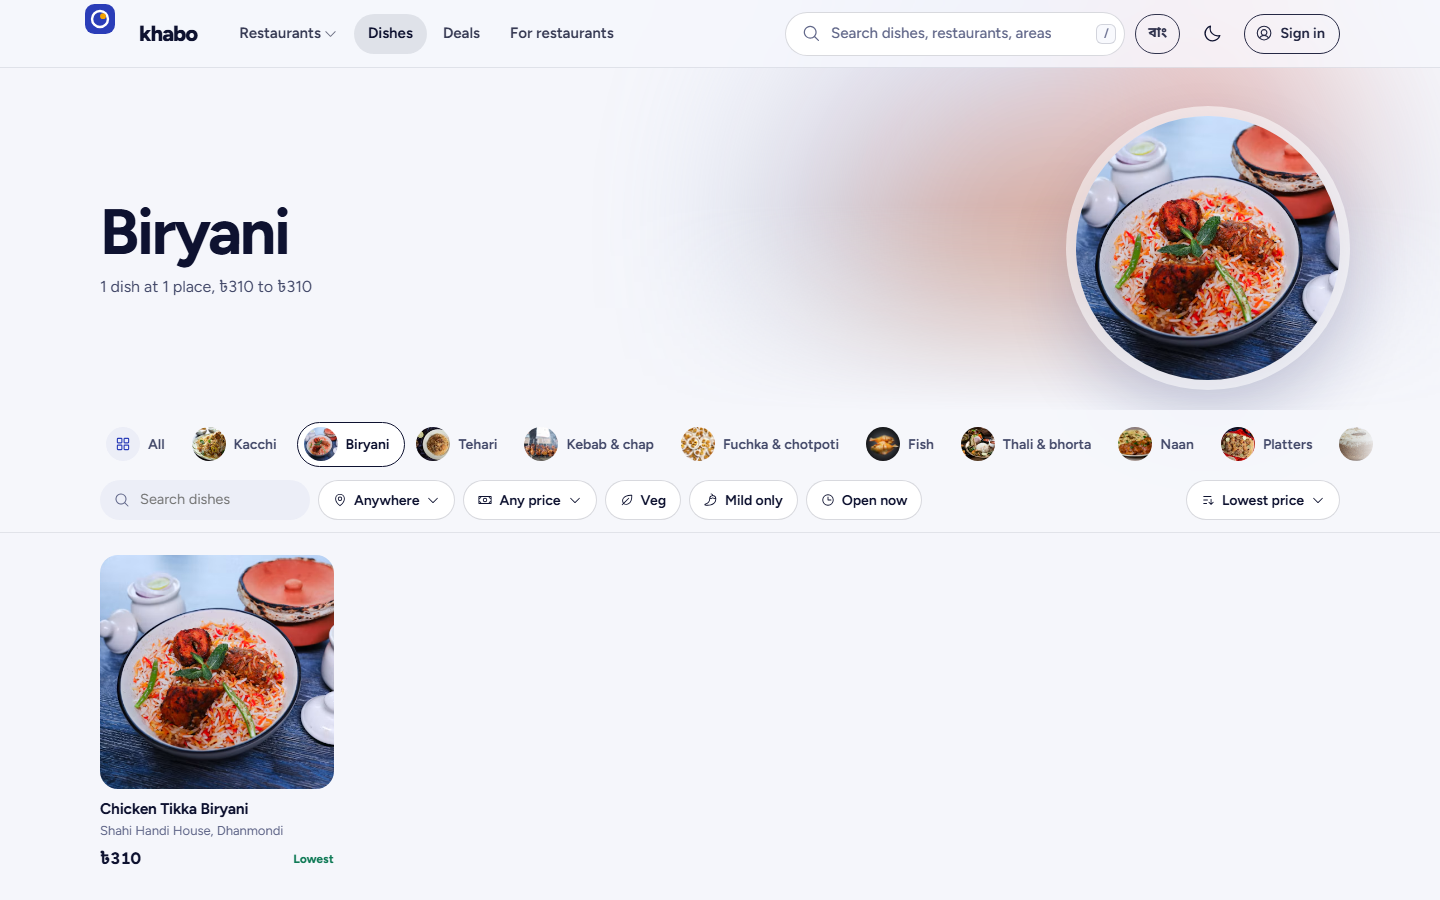 khabo
Restaurants
Dishes
Deals
For restaurants
Search dishes, restaurants, areas
/
বাং
Sign in
Biryani
1 dish at 1 place, ৳310 to ৳310
All
Kacchi
Biryani
Tehari
Kebab & chap
Fuchka & chotpoti
Fish
Thali & bhorta
Naan
Platters
Search dishes
Anywhere
Any price
Veg
Mild only
Open now
Lowest price
Chicken Tikka Biryani
Shahi Handi House, Dhanmondi
৳310
Lowest